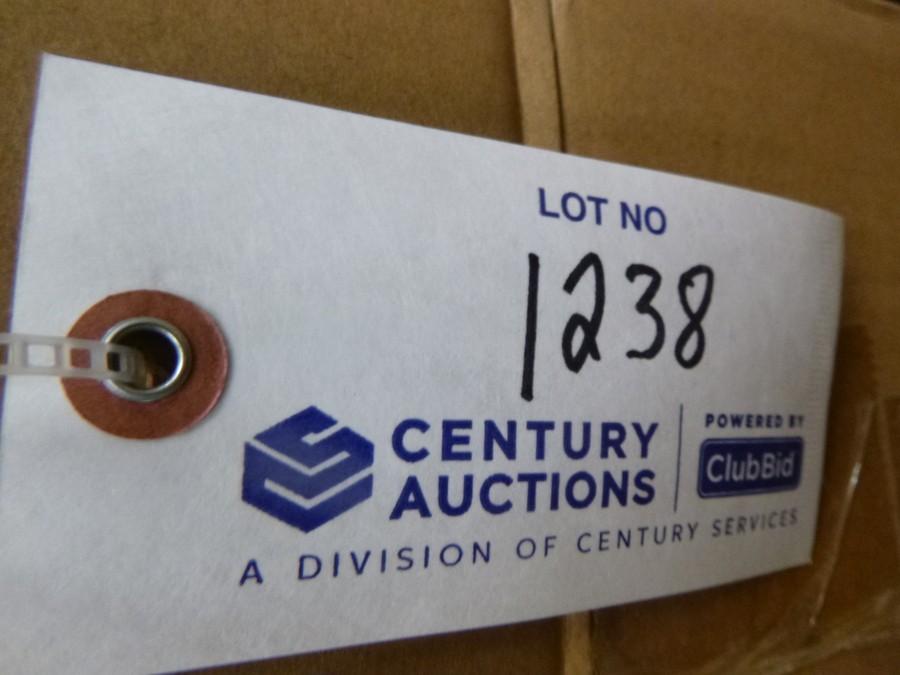 LOT NO
1238
CENTURY AUCTIONS
POWERED BY
ClubBid
A DIVISION OF CENTURY SERVICES